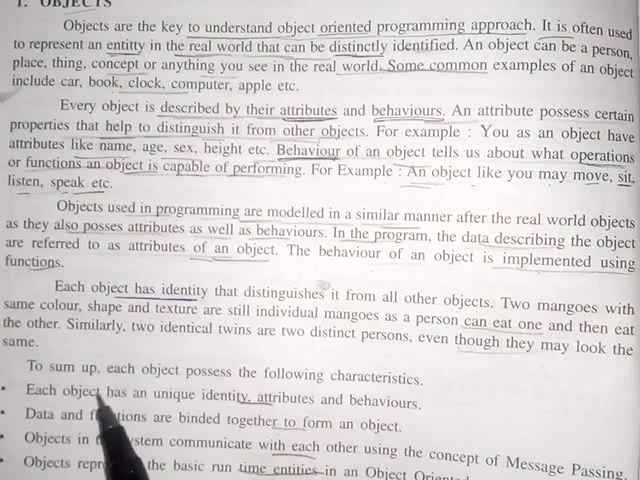 1. OBJECTS
Objects are the key to understand object oriented programming approach. It is often used
to represent an entity in the real world that can be distinctly identified. An object can be a person,
place, thing, concept or anything you see in the real world. Some common examples of an object
include car, book, clock, computer, apple etc.
Every object is described by their attributes and behaviours. An attribute possess certain
properties that help to distinguish it from other objects. For example : You as an object have
attributes like name, age, sex, height etc. Behaviour of an object tells us about what operations
or functions an object is capable of performing. For Example : An object like you may move, sit,
listen, speak etc.
Objects used in programming are modelled in a similar manner after the real world objects
as they also posses attributes as well as behaviours. In the program, the data describing the object
are referred to as attributes of an object. The behaviour of an object is implemented using
functions.
Each object has identity that distinguishes it from all other objects. Two mangoes with
same colour, shape and texture are still individual mangoes as a person can eat one and then eat
the other. Similarly, two identical twins are two distinct persons, even though they may look the
same.
To sum up, each object possess the following characteristics.
• Each object has an unique identity, attributes and behaviours.
• Data and are binded together to form an object.
• Objects in communicate with each other using the concept of Message Passing.
• Objects the basic run time entities in an Object